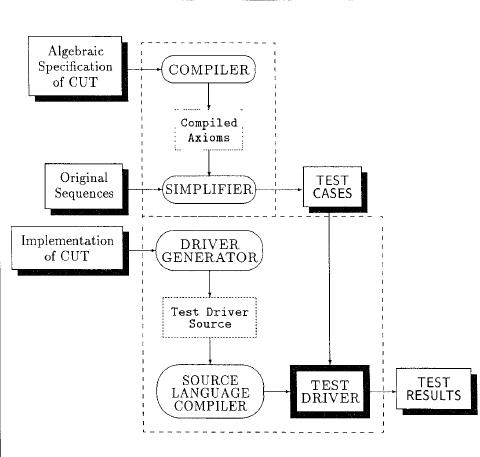 Algebraic
Specification
of CUT
COMPILER
Compiled
Axioms
Original
Sequences
SIMPLIFIER
TEST
CASES
Implementation
of CUT
DRIVER
GENERATOR
Test Driver
Source
SOURCE
LANGUAGE
COMPILER
TEST
DRIVER
TEST
RESULTS